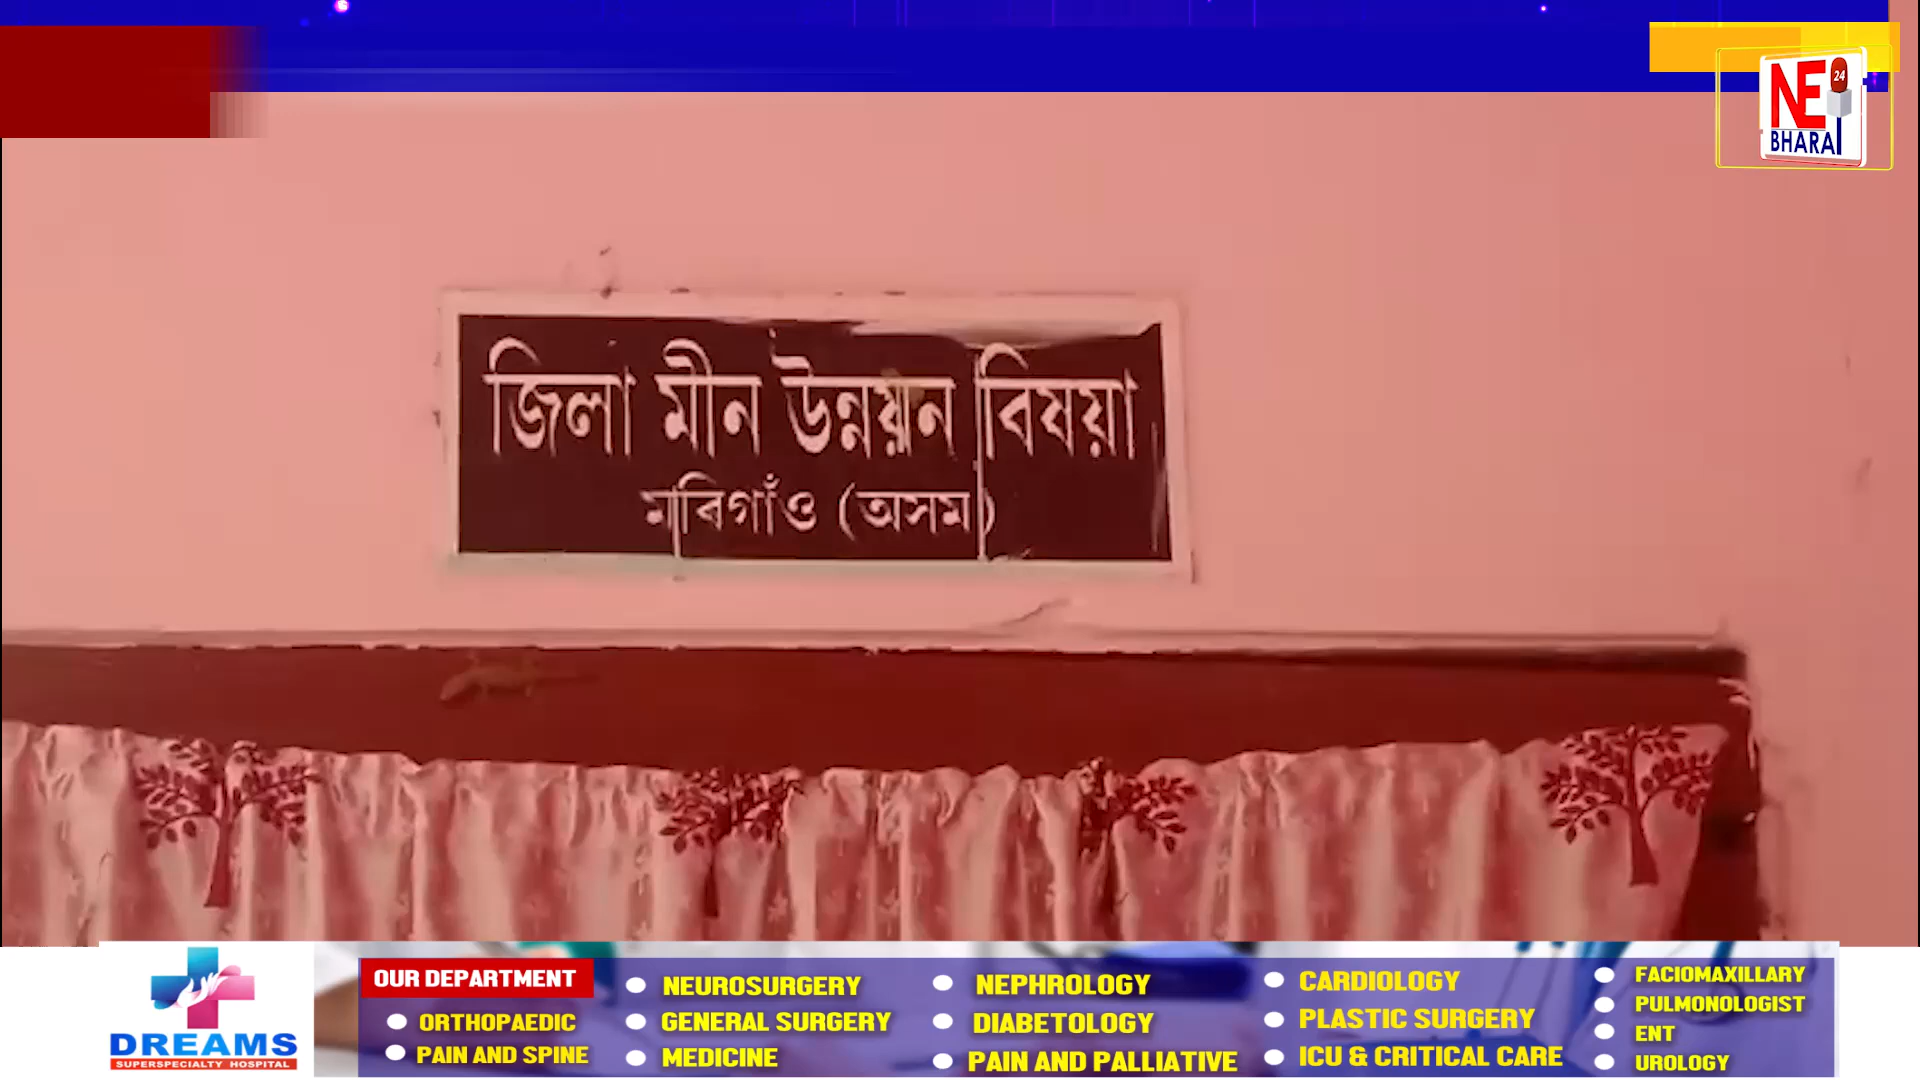 NE 24
BHARAT
জিলা মীন উন্নয়ন বিষয়া
মৰিগাঁও (অসম)
DREAMS
SUPERSPECIALTY HOSPITAL
OUR DEPARTMENT
ORTHOPAEDIC
PAIN AND SPINE
NEUROSURGERY
GENERAL SURGERY
MEDICINE
NEPHROLOGY
DIABETOLOGY
PAIN AND PALLIATIVE
CARDIOLOGY
PLASTIC SURGERY
ICU & CRITICAL CARE
FACIOMAXILLARY
PULMONOLOGIST
ENT
UROLOGY